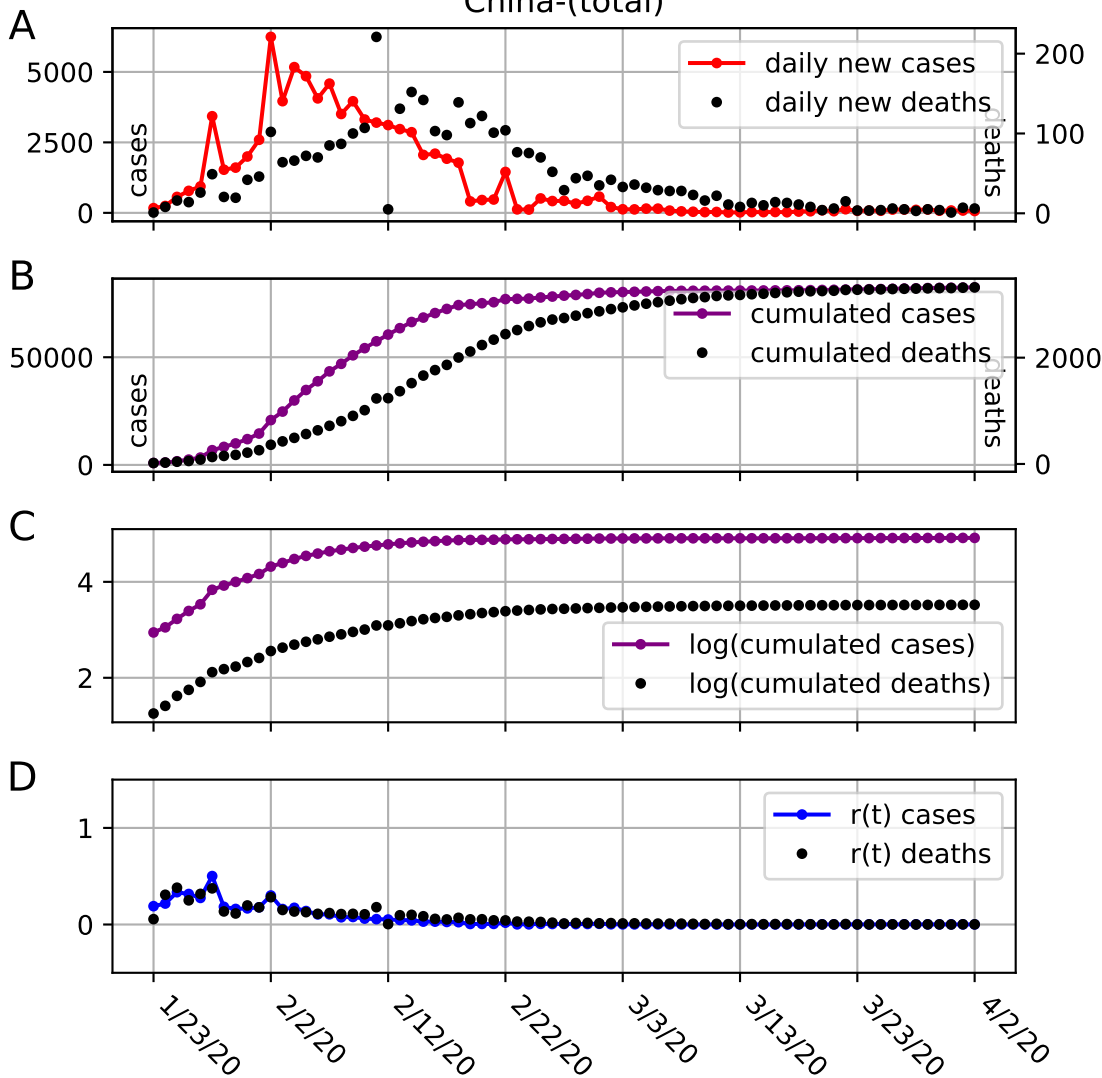 China-(total)
A
5000
2500
0
cases
daily new cases
daily new deaths
200
100
0
deaths
B
50000
0
cases
cumulated cases
cumulated deaths
2000
0
deaths
C
4
2
log(cumulated cases)
log(cumulated deaths)
D
1
0
r(t) cases
r(t) deaths
1/23/20
2/2/20
2/12/20
2/22/20
3/3/20
3/13/20
3/23/20
4/2/20